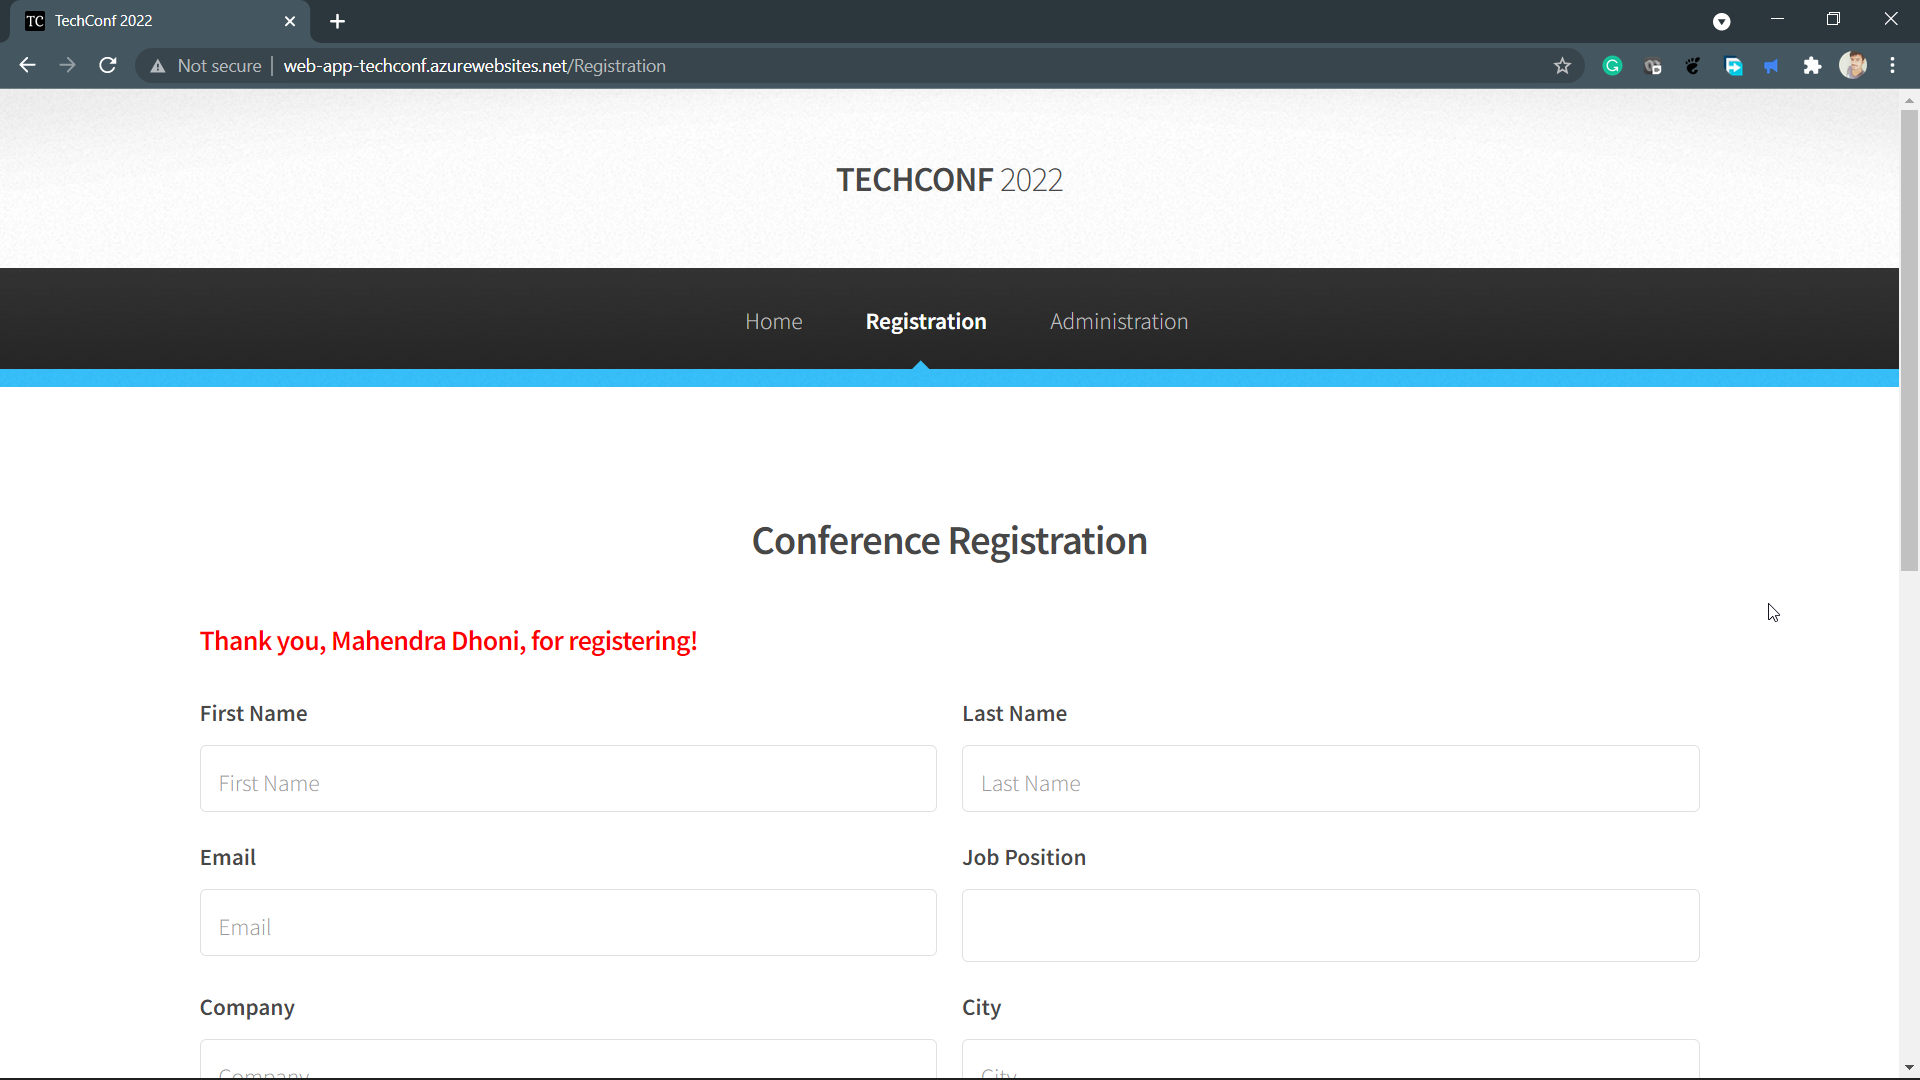 TC TechConf 2022
Not secure | web-app-techconf.azurewebsites.net/Registration
TECHCONF 2022
Home Registration Administration
Conference Registration
Thank you, Mahendra Dhoni, for registering!
First Name Last Name
First Name Last Name
Email Job Position
Email
Company City
Company City